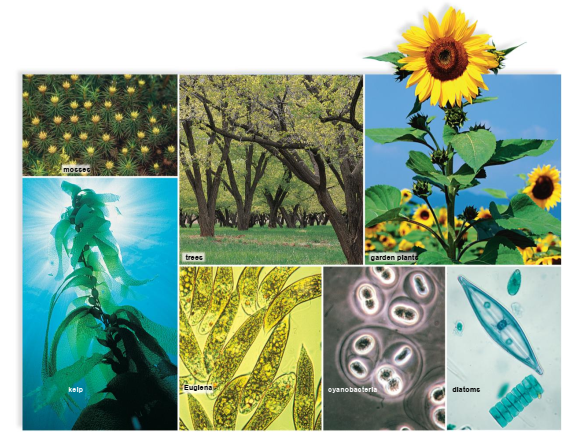 mosses
trees
garden plants
kelp
Euglena
cyanobacteria
diatoms